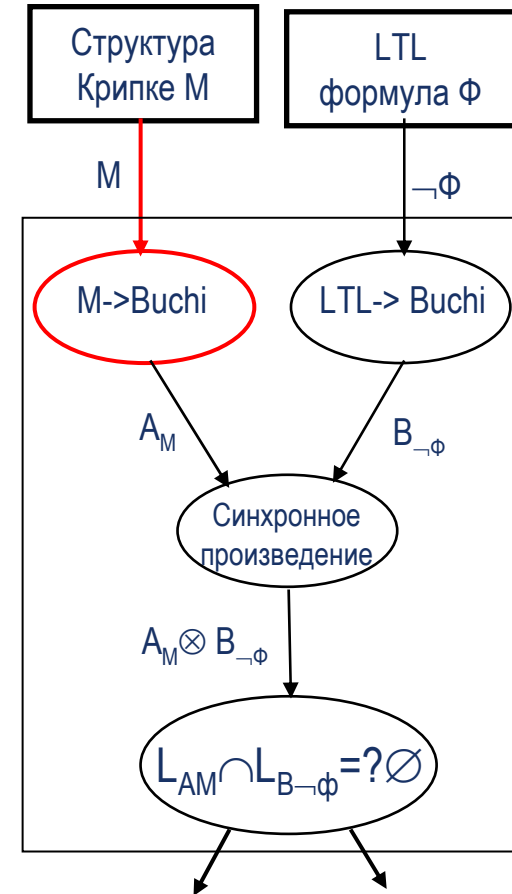 Структура
Крипке M
LTL
формула Φ
M
¬Φ
M->Buchi
LTL-> Buchi
A_M
B_¬Φ
Синхронное
произведение
A_M⊗ B_¬Φ
L_AM∩L_B¬ф=?∅